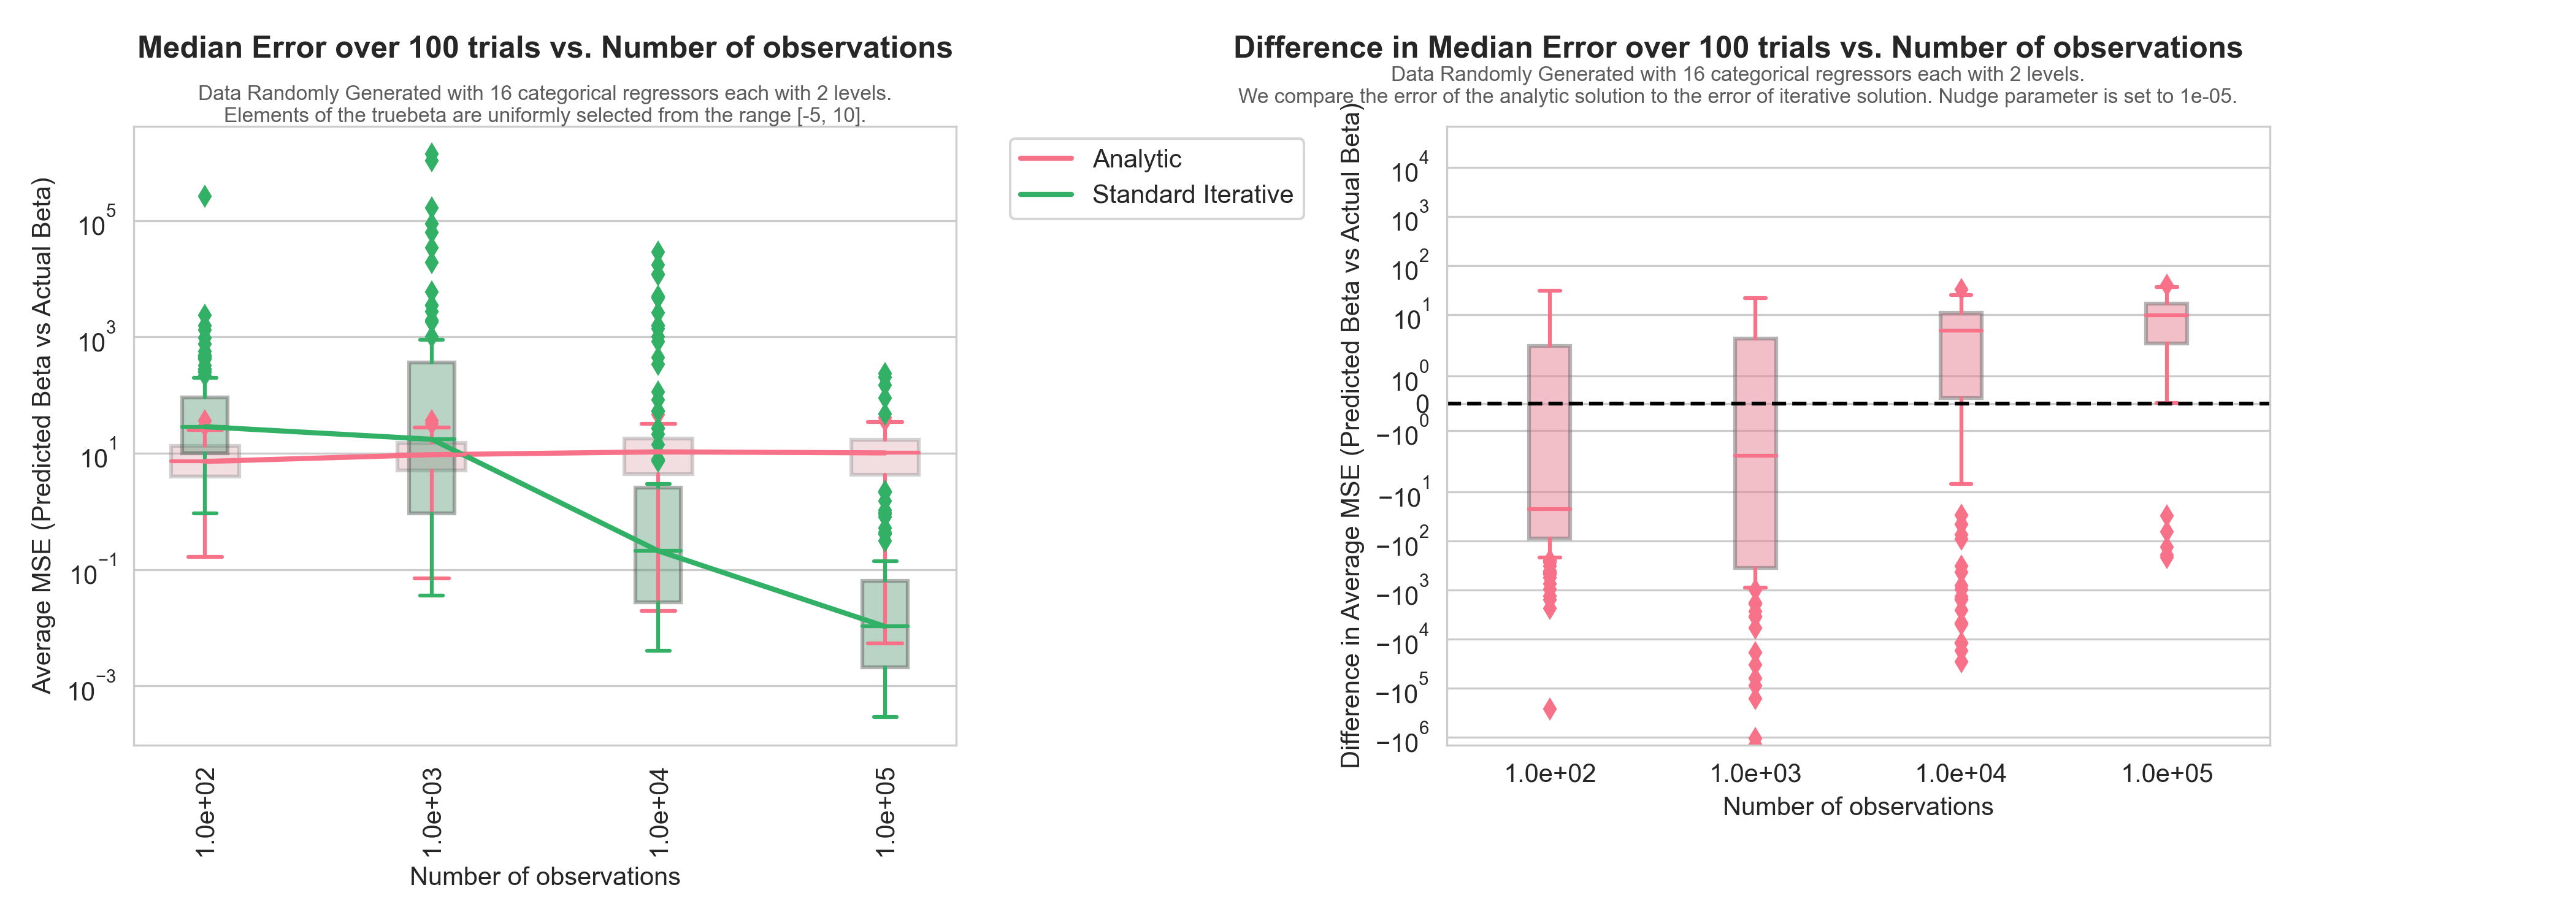 Median Error over 100 trials vs. Number of observations
Data Randomly Generated with 16 categorical regressors each with 2 levels.
Elements of the truebeta are uniformly selected from the range [-5, 10].
Average MSE (Predicted Beta vs Actual Beta)
10^5
10^3
10^1
10^−1
10^−3
1.0e+02
1.0e+03
1.0e+04
1.0e+05
Number of observations
Analytic
Standard Iterative
Difference in Median Error over 100 trials vs. Number of observations
Data Randomly Generated with 16 categorical regressors each with 2 levels.
We compare the error of the analytic solution to the error of iterative solution. Nudge parameter is set to 1e-05.
Difference in Average MSE (Predicted Beta vs Actual Beta)
10^4
10^3
10^2
10^1
10^0
0
−10^0
−10^1
−10^2
−10^3
−10^4
−10^5
−10^6
1.0e+02
1.0e+03
1.0e+04
1.0e+05
Number of observations